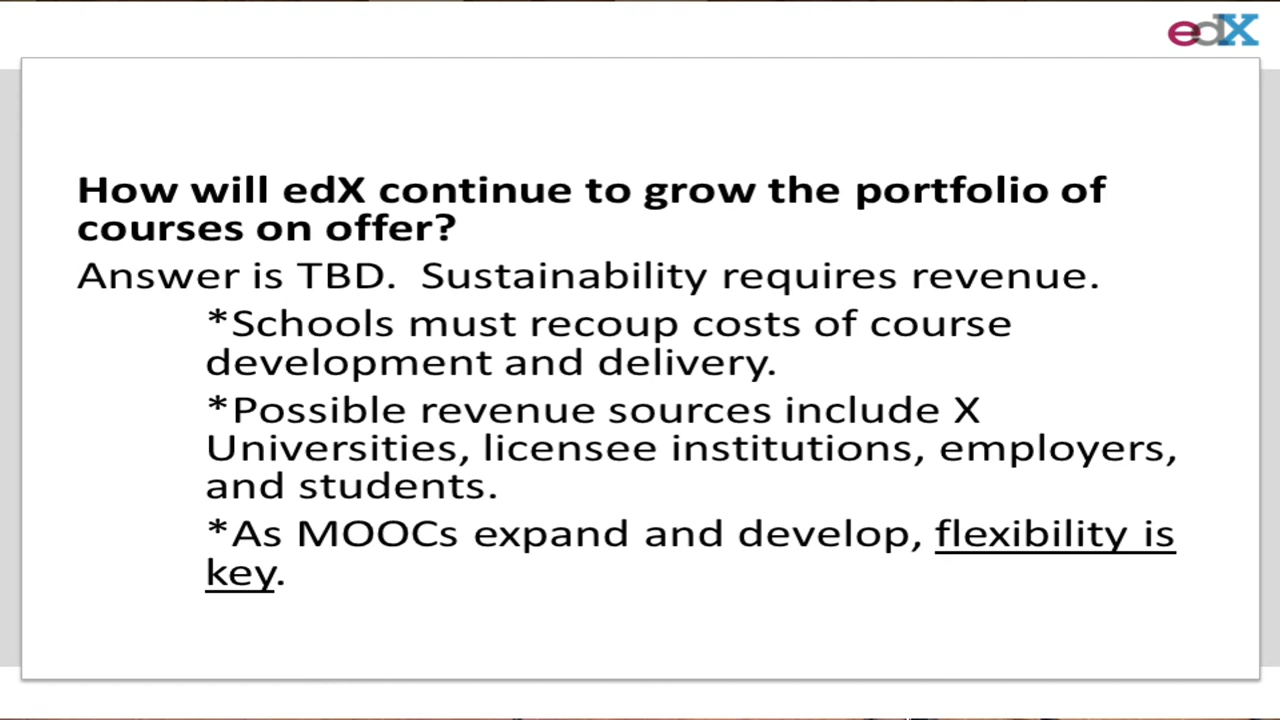 edX
How will edX continue to grow the portfolio of
courses on offer?
Answer is TBD.  Sustainability requires revenue.
*Schools must recoup costs of course
development and delivery.
*Possible revenue sources include X
Universities, licensee institutions, employers,
and students.
*As MOOCs expand and develop, flexibility is
key.